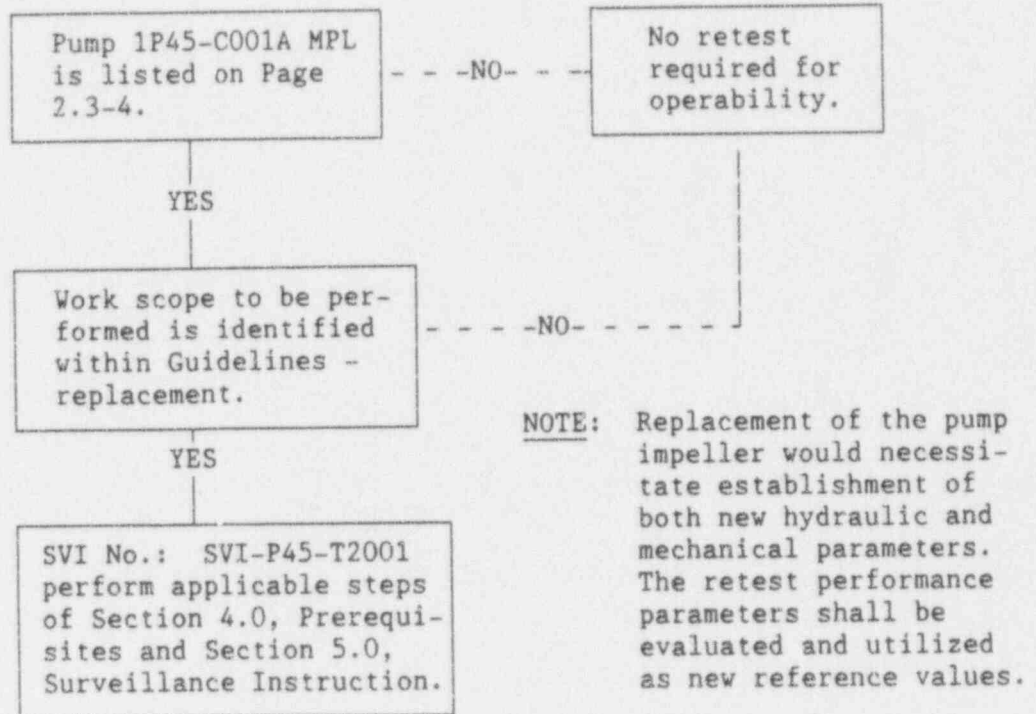 Pump 1P45-C001A MPL
is listed on Page
2.3-4.
- - -NO- - -
No retest
required for
operability.
YES
Work scope to be per-
formed is identified
within Guidelines -
replacement.
- - -NO- - -
YES
NOTE: Replacement of the pump
impeller would necessi-
tate establishment of
both new hydraulic and
mechanical parameters.
The retest performance
parameters shall be
evaluated and utilized
as new reference values.
SVI No.: SVI-P45-T2001
perform applicable steps
of Section 4.0, Prerequi-
sites and Section 5.0,
Surveillance Instruction.